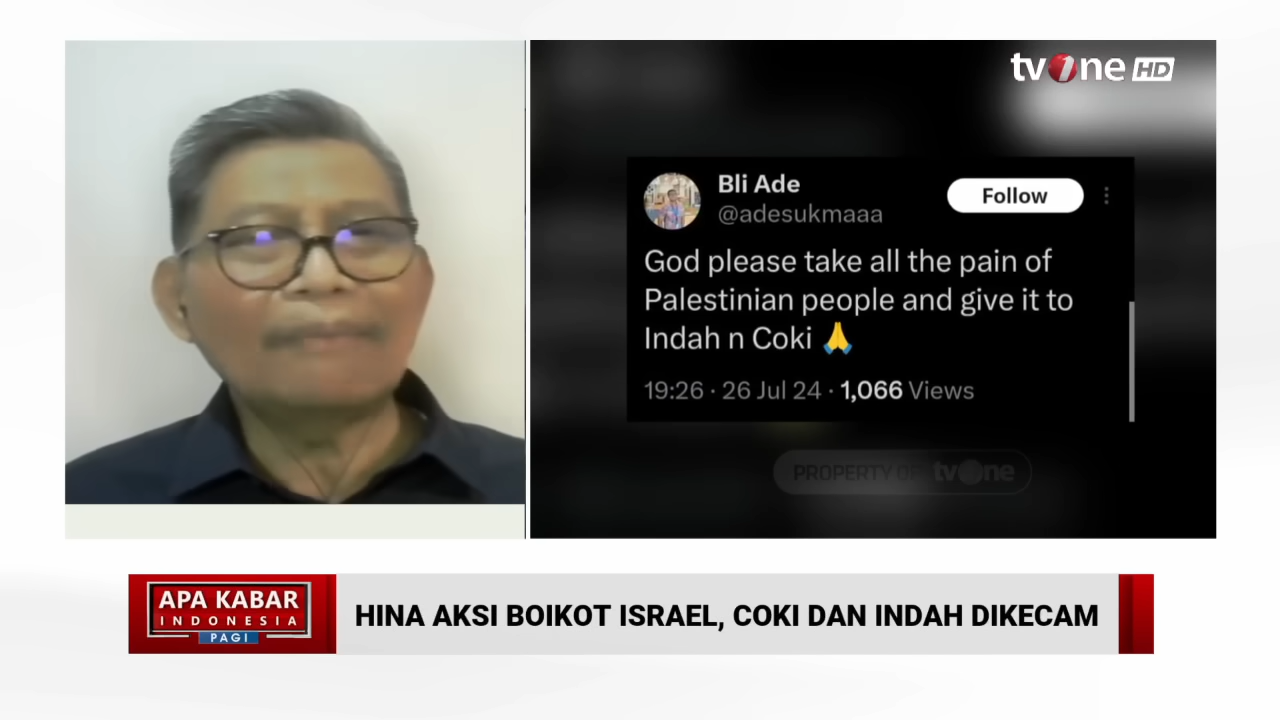 tvOne HD
Bli Ade
@adesukmaaa
Follow
God please take all the pain of
Palestinian people and give it to
Indah n Coki 🙏
19:26 · 26 Jul 24 · 1,066 Views
PROPERTY OF tvOne
APA KABAR
INDONESIA
PAGI
HINA AKSI BOIKOT ISRAEL, COKI DAN INDAH DIKECAM